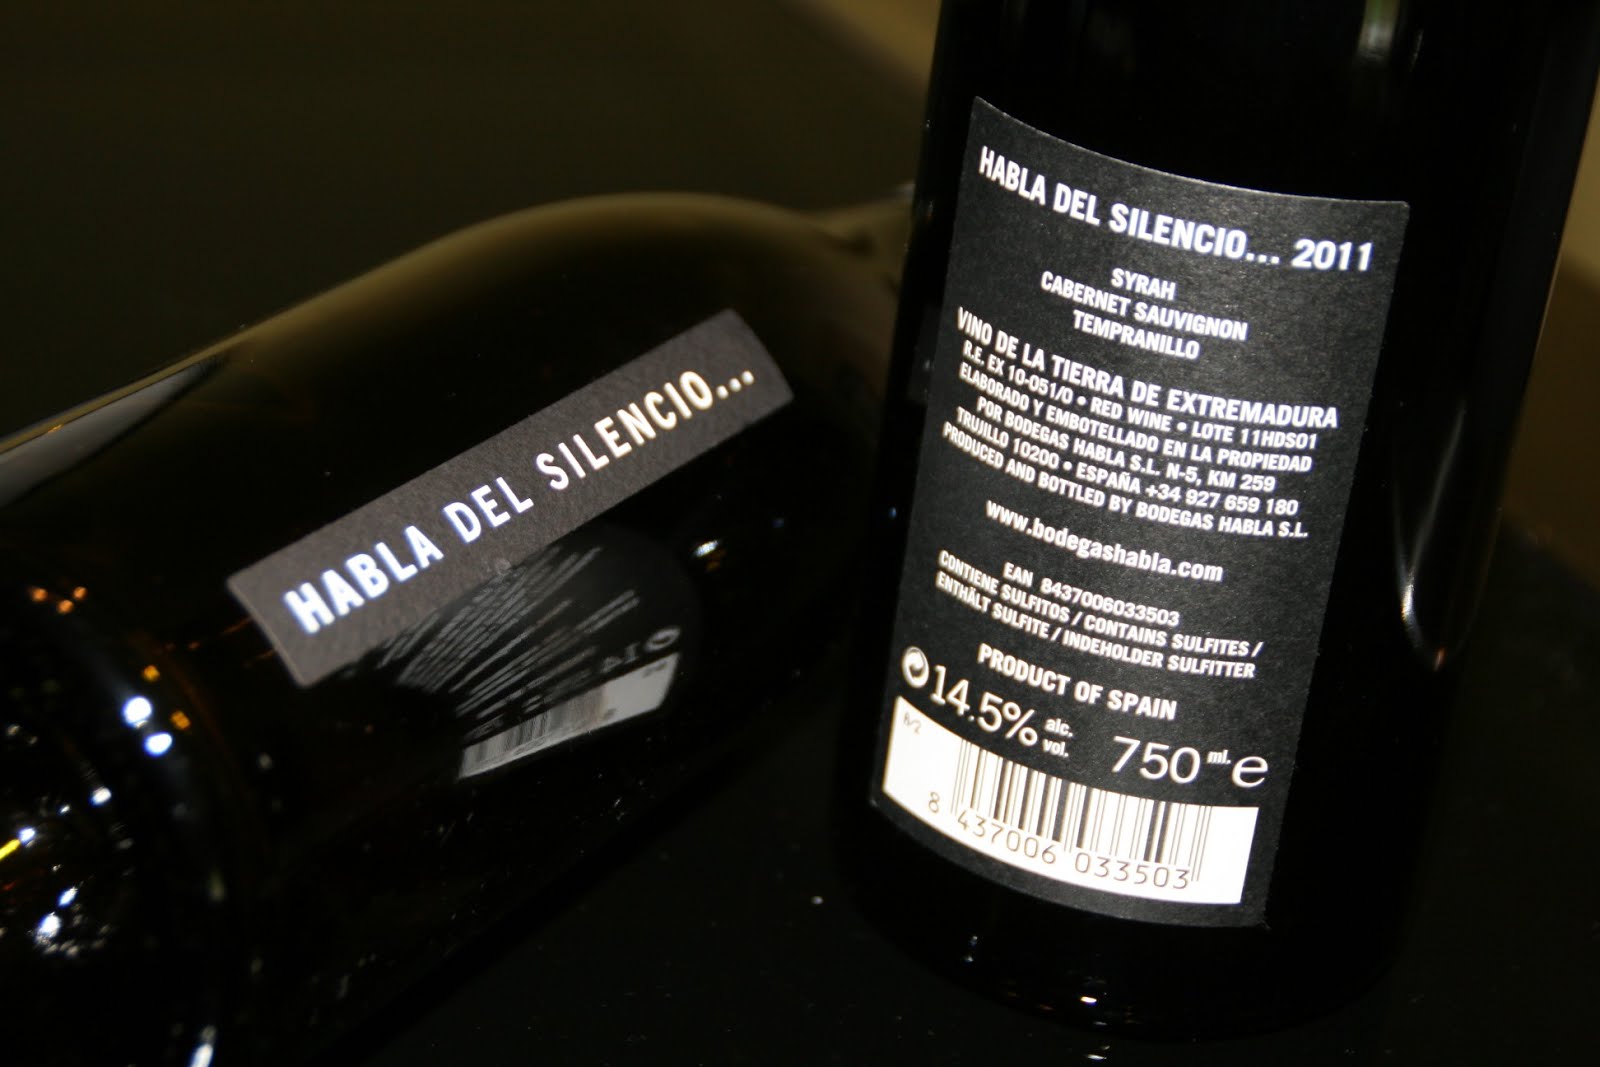 HABLA DEL SILENCIO...
HABLA DEL SILENCIO... 2011
SYRAH
CABERNET SAUVIGNON
TEMPRANILLO
VINO DE LA TIERRA DE EXTREMADURA
R.E. EX 10-051/0 • RED WINE • LOTE 11HDS01
ELABORADO Y EMBOTELLADO EN LA PROPIEDAD
POR BODEGAS HABLA S.L. N-5, KM 259
TRUJILLO 10200 • ESPAÑA +34 927 659 180
PRODUCED AND BOTTLED BY BODEGAS HABLA S.L.
www.bodegashabla.com
EAN 8437006033503
CONTIENE SULFITOS / CONTAINS SULFITES /
ENTHÄLT SULFITE / INDEHOLDER SULFITTER
PRODUCT OF SPAIN
14.5% alc. vol. 750 ml. e
8 437006 033503